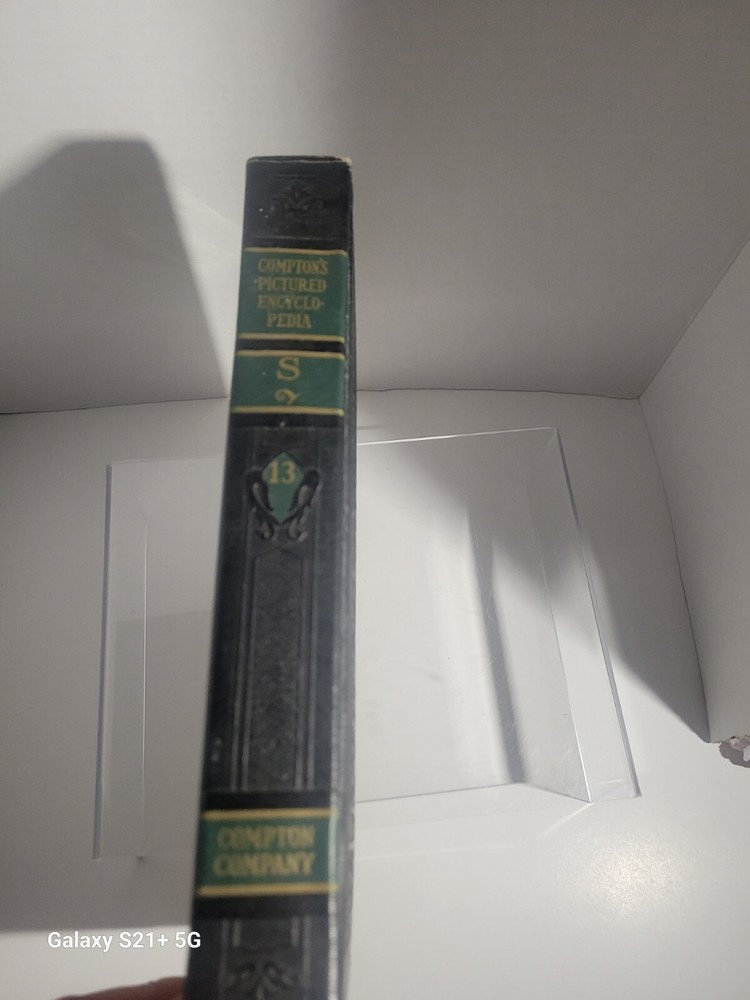 COMPTON'S
PICTURED
ENCYCLO-
PEDIA
S
13
COMPTON
COMPANY
Galaxy S21+ 5G